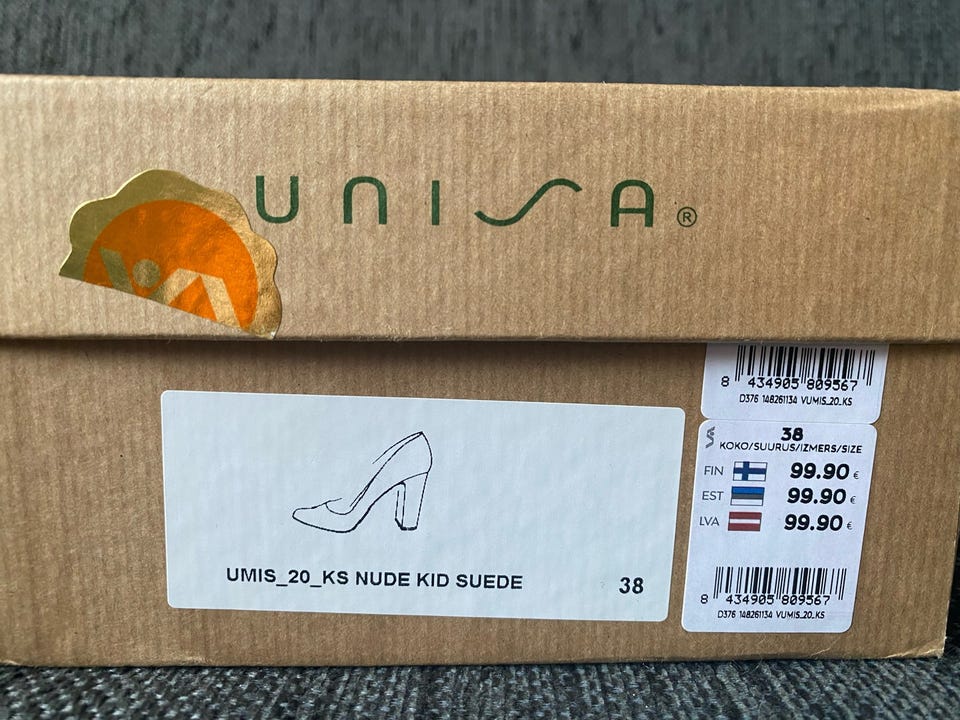 UNISA®
8 434905 809567
D376 148261134 VUMIS_20_KS
38
KOKO/SUURUS/IZMERS/SIZE
FIN 99.90 €
EST 99.90 €
LVA 99.90 €
8 434905 809567
D376 148261134 VUMIS_20_KS
UMIS_20_KS NUDE KID SUEDE 38